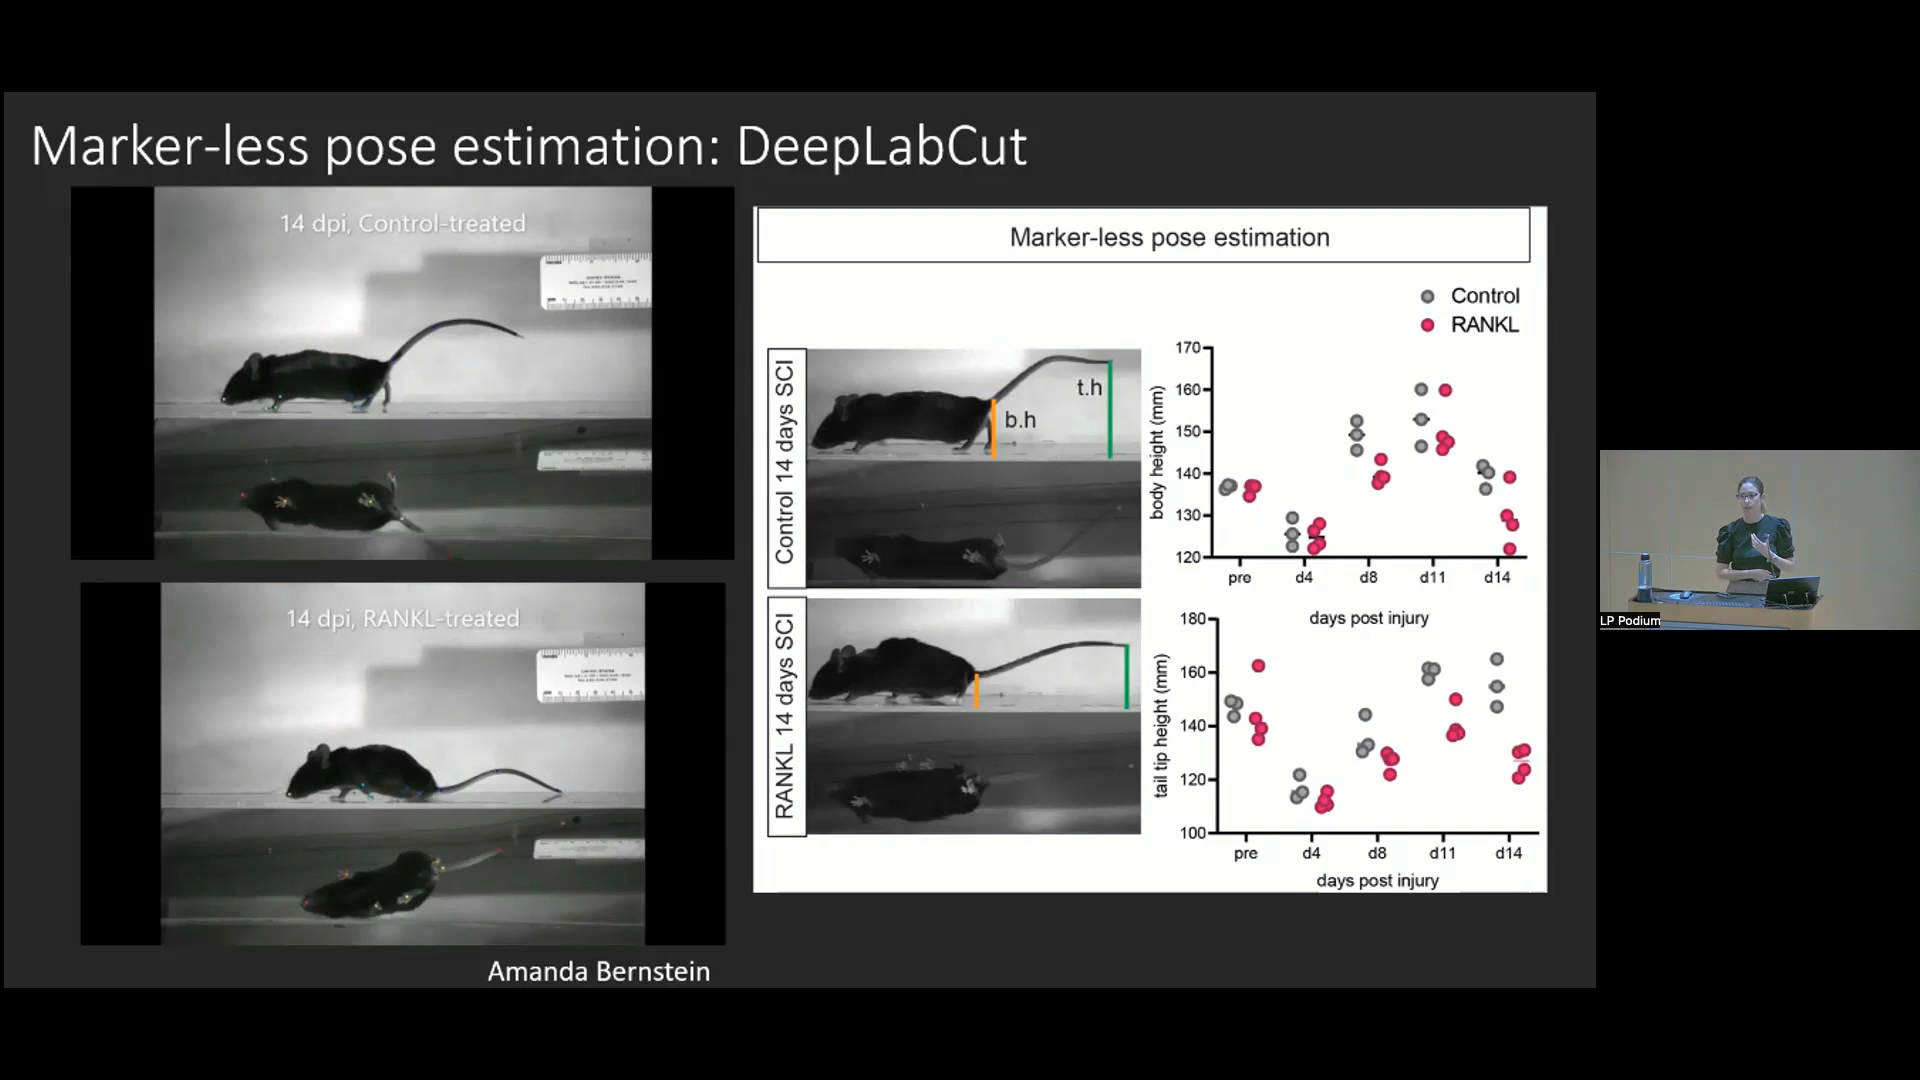 Marker-less pose estimation: DeepLabCut
14 dpi, Control-treated
14 dpi, RANKL-treated
Amanda Bernstein
Marker-less pose estimation
Control
RANKL
Control 14 days SCI
b.h
t.h
RANKL 14 days SCI
body height (mm)
170
160
150
140
130
120
pre d4 d8 d11 d14
days post injury
tail tip height (mm)
180
160
140
120
100
pre d4 d8 d11 d14
days post injury
LP Podium